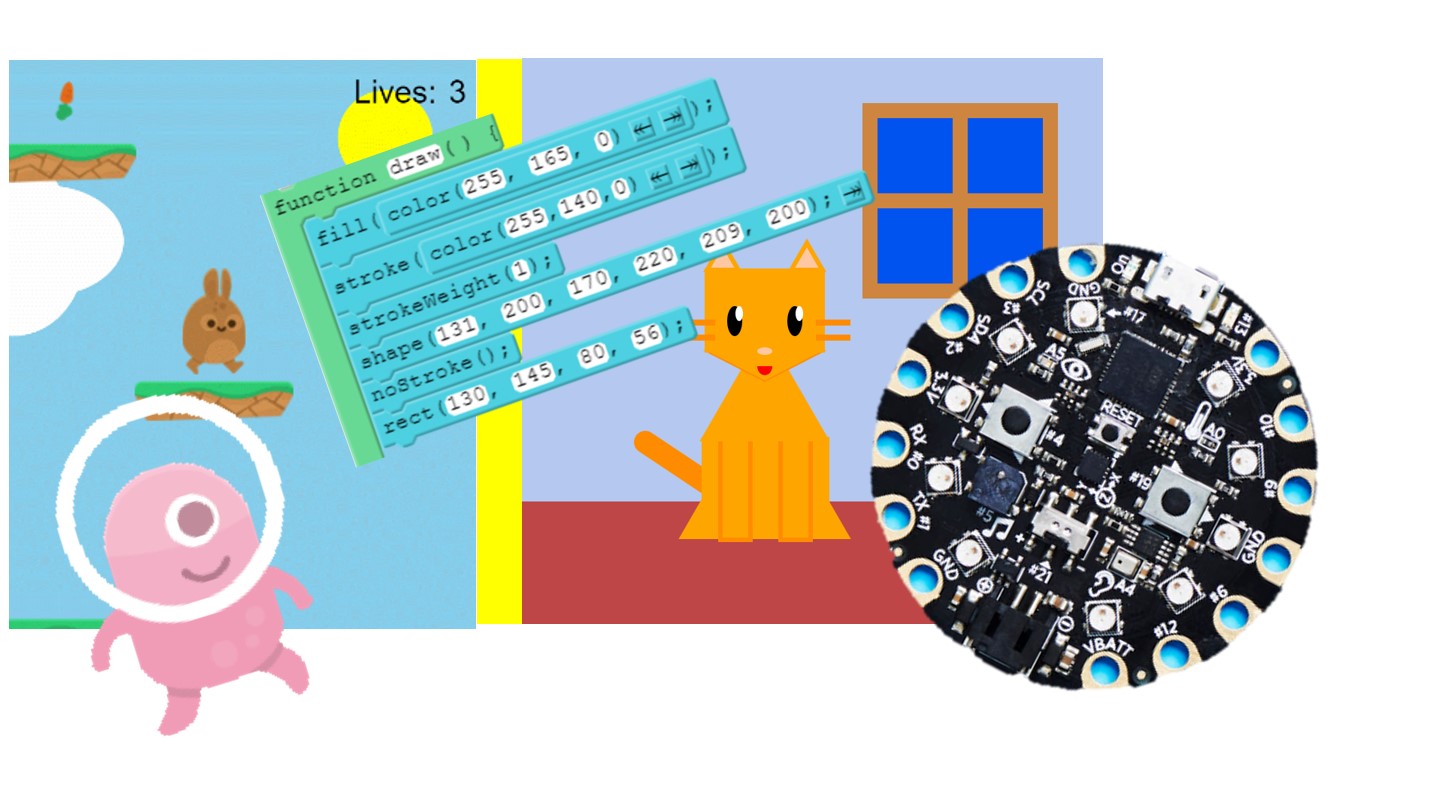 Lives: 3
function draw() {
fill( color(255, 165, 0) );
stroke( color(255,140,0) );
strokeWeight(1);
shape(131, 200, 170, 220, 209, 200);
noStroke();
rect(130, 145, 80, 56);
GND
#17
#13
SCL
#3
SDA
#2
A5
3.3V
RESET
A0
#10
#4
RX
#0
#19
#9
TX
#1
#5
GND
GND
#21
A4
#6
#12
VBATT